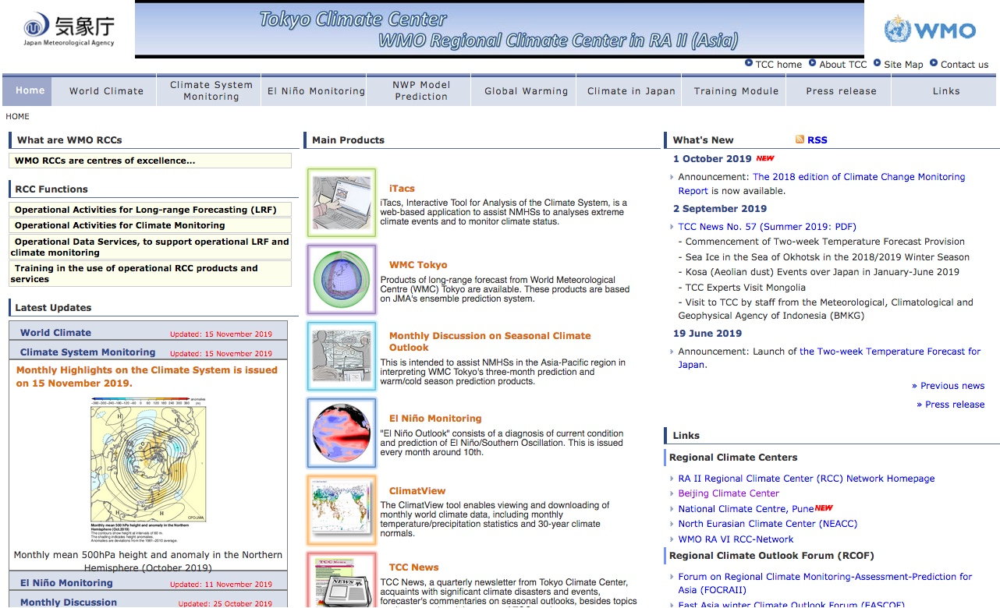 気象庁
Japan Meteorological Agency
Tokyo Climate Center
WMO Regional Climate Center in RA II (Asia)
WMO
TCC home About TCC Site Map Contact us
Home
World Climate
Climate System
Monitoring
El Niño Monitoring
NWP Model
Prediction
Global Warming
Climate in Japan
Training Module
Press release
Links
HOME
What are WMO RCCs
WMO RCCs are centres of excellence...
RCC Functions
Operational Activities for Long-range Forecasting (LRF)
Operational Activities for Climate Monitoring
Operational Data Services, to support operational LRF and
climate monitoring
Training in the use of operational RCC products and
services
Latest Updates
World Climate Updated: 15 November 2019
Climate System Monitoring Updated: 15 November 2019
Monthly Highlights on the Climate System is issued
on 15 November 2019.
Monthly mean 500 hPa height and anomaly in the Northern
Hemisphere (Oct.2019)
The contours show height at intervals of 60 m.
The shading indicates height anomalies.
Anomalies are deviations from the 1981-2010 average.
Monthly mean 500hPa height and anomaly in the Northern
Hemisphere (October 2019)
El Niño Monitoring Updated: 11 November 2019
Monthly Discussion Updated: 25 October 2019
Main Products
iTacs
iTacs, Interactive Tool for Analysis of the Climate System, is a
web-based application to assist NMHSs to analyses extreme
climate events and to monitor climate status.
WMC Tokyo
Products of long-range forecast from World Meteorological
Centre (WMC) Tokyo are available. These products are based
on JMA's ensemble prediction system.
Monthly Discussion on Seasonal Climate
Outlook
This is intended to assist NMHSs in the Asia-Pacific region in
interpreting WMC Tokyo's three-month prediction and
warm/cold season prediction products.
El Niño Monitoring
"El Niño Outlook" consists of a diagnosis of current condition
and prediction of El Niño/Southern Oscillation. This is issued
every month around 10th.
ClimatView
The ClimatView tool enables viewing and downloading of
monthly world climate data, including monthly
temperature/precipitation statistics and 30-year climate
normals.
TCC News
NEWS
TCC News
TCC News, a quarterly newsletter from Tokyo Climate Center,
acquaints with significant climate disasters and events,
forecaster's commentaries on seasonal outlooks, besides topics
What's New RSS
1 October 2019 NEW
Announcement: The 2018 edition of Climate Change Monitoring
Report is now available.
2 September 2019
TCC News No. 57 (Summer 2019: PDF)
- Commencement of Two-week Temperature Forecast Provision
- Sea Ice in the Sea of Okhotsk in the 2018/2019 Winter Season
- Kosa (Aeolian dust) Events over Japan in January-June 2019
- TCC Experts Visit Mongolia
- Visit to TCC by staff from the Meteorological, Climatological and
Geophysical Agency of Indonesia (BMKG)
19 June 2019
Announcement: Launch of the Two-week Temperature Forecast for
Japan.
» Previous news
» Press release
Links
Regional Climate Centers
RA II Regional Climate Center (RCC) Network Homepage
Beijing Climate Center
National Climate Centre, Pune NEW
North Eurasian Climate Center (NEACC)
WMO RA VI RCC-Network
Regional Climate Outlook Forum (RCOF)
Forum on Regional Climate Monitoring-Assessment-Prediction for
Asia (FOCRAII)
East Asia winter Climate Outlook Forum (EASCOF)